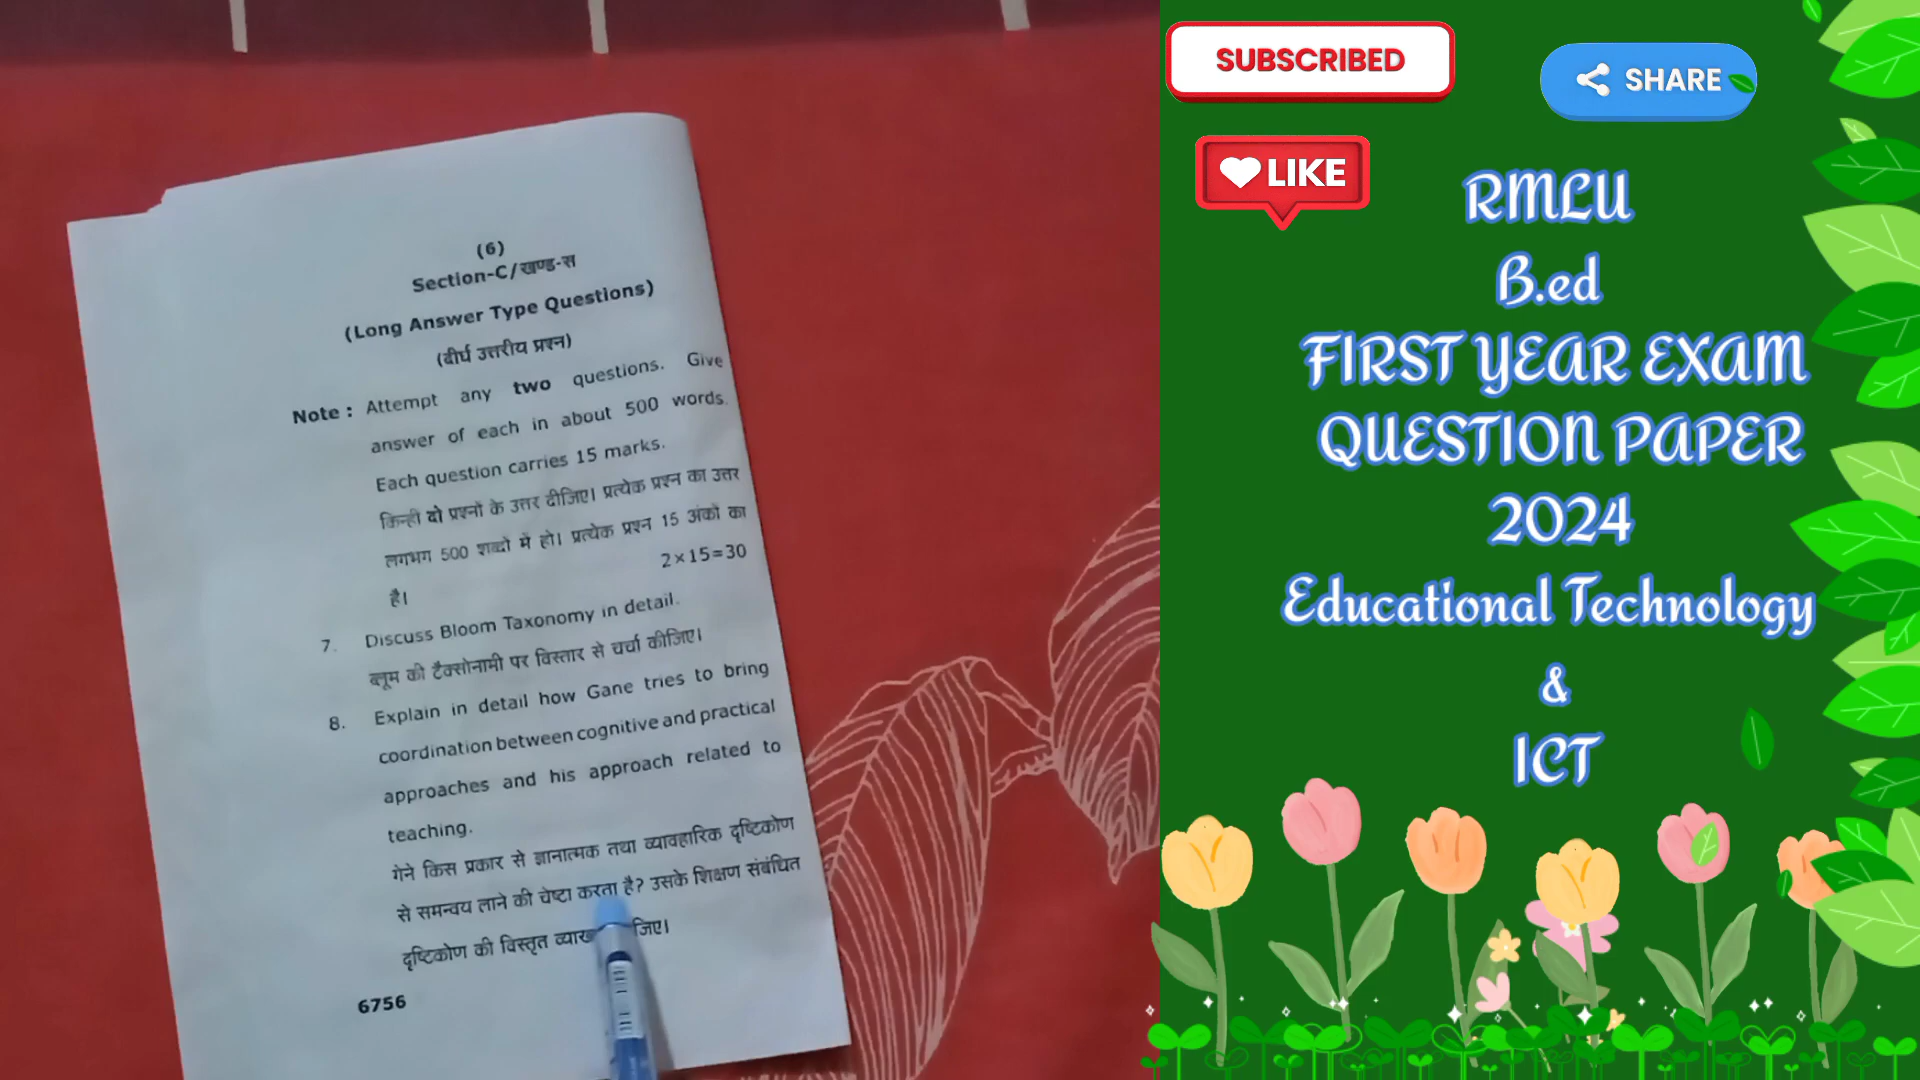 (6)
Section-C/खण्ड-स
(Long Answer Type Questions)
(दीर्घ उत्तरीय प्रश्न)
Note : Attempt any two questions. Give
answer of each in about 500 words.
Each question carries 15 marks.
किन्ही दो प्रश्नों के उत्तर दीजिए। प्रत्येक प्रश्न का उत्तर
लगभग 500 शब्दो में हो। प्रत्येक प्रश्न 15 अंकों का
है।
2×15=30
7. Discuss Bloom Taxonomy in detail.
ब्लूम की टैक्सोनामी पर विस्तार से चर्चा कीजिए।
8. Explain in detail how Gane tries to bring
coordination between cognitive and practical
approaches and his approach related to
teaching.
गेने किस प्रकार से ज्ञानात्मक तथा व्यावहारिक दृष्टिकोण
से समन्वय लाने की चेष्टा करता है? उसके शिक्षण संबंधित
दृष्टिकोण की विस्तृत
6756
SUBSCRIBED
SHARE
LIKE
RMLU
B.ed
FIRST YEAR EXAM
QUESTION PAPER
2024
Educational Technology
&
ICT